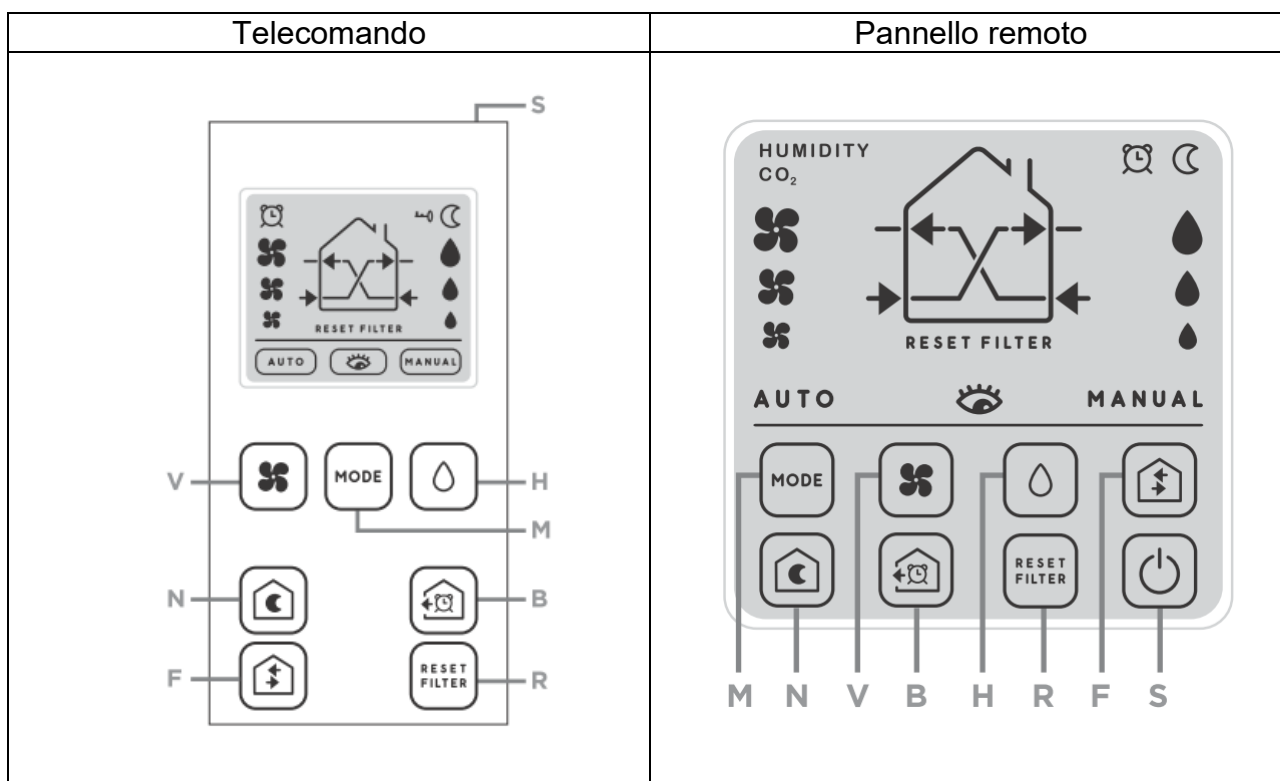 Telecomando
Pannello remoto
S
RESET FILTER
AUTO
MANUAL
V
MODE
H
M
N
B
F
RESET
FILTER
R
HUMIDITY
CO₂
RESET FILTER
AUTO
MANUAL
MODE
RESET
FILTER
M N V B H R F S